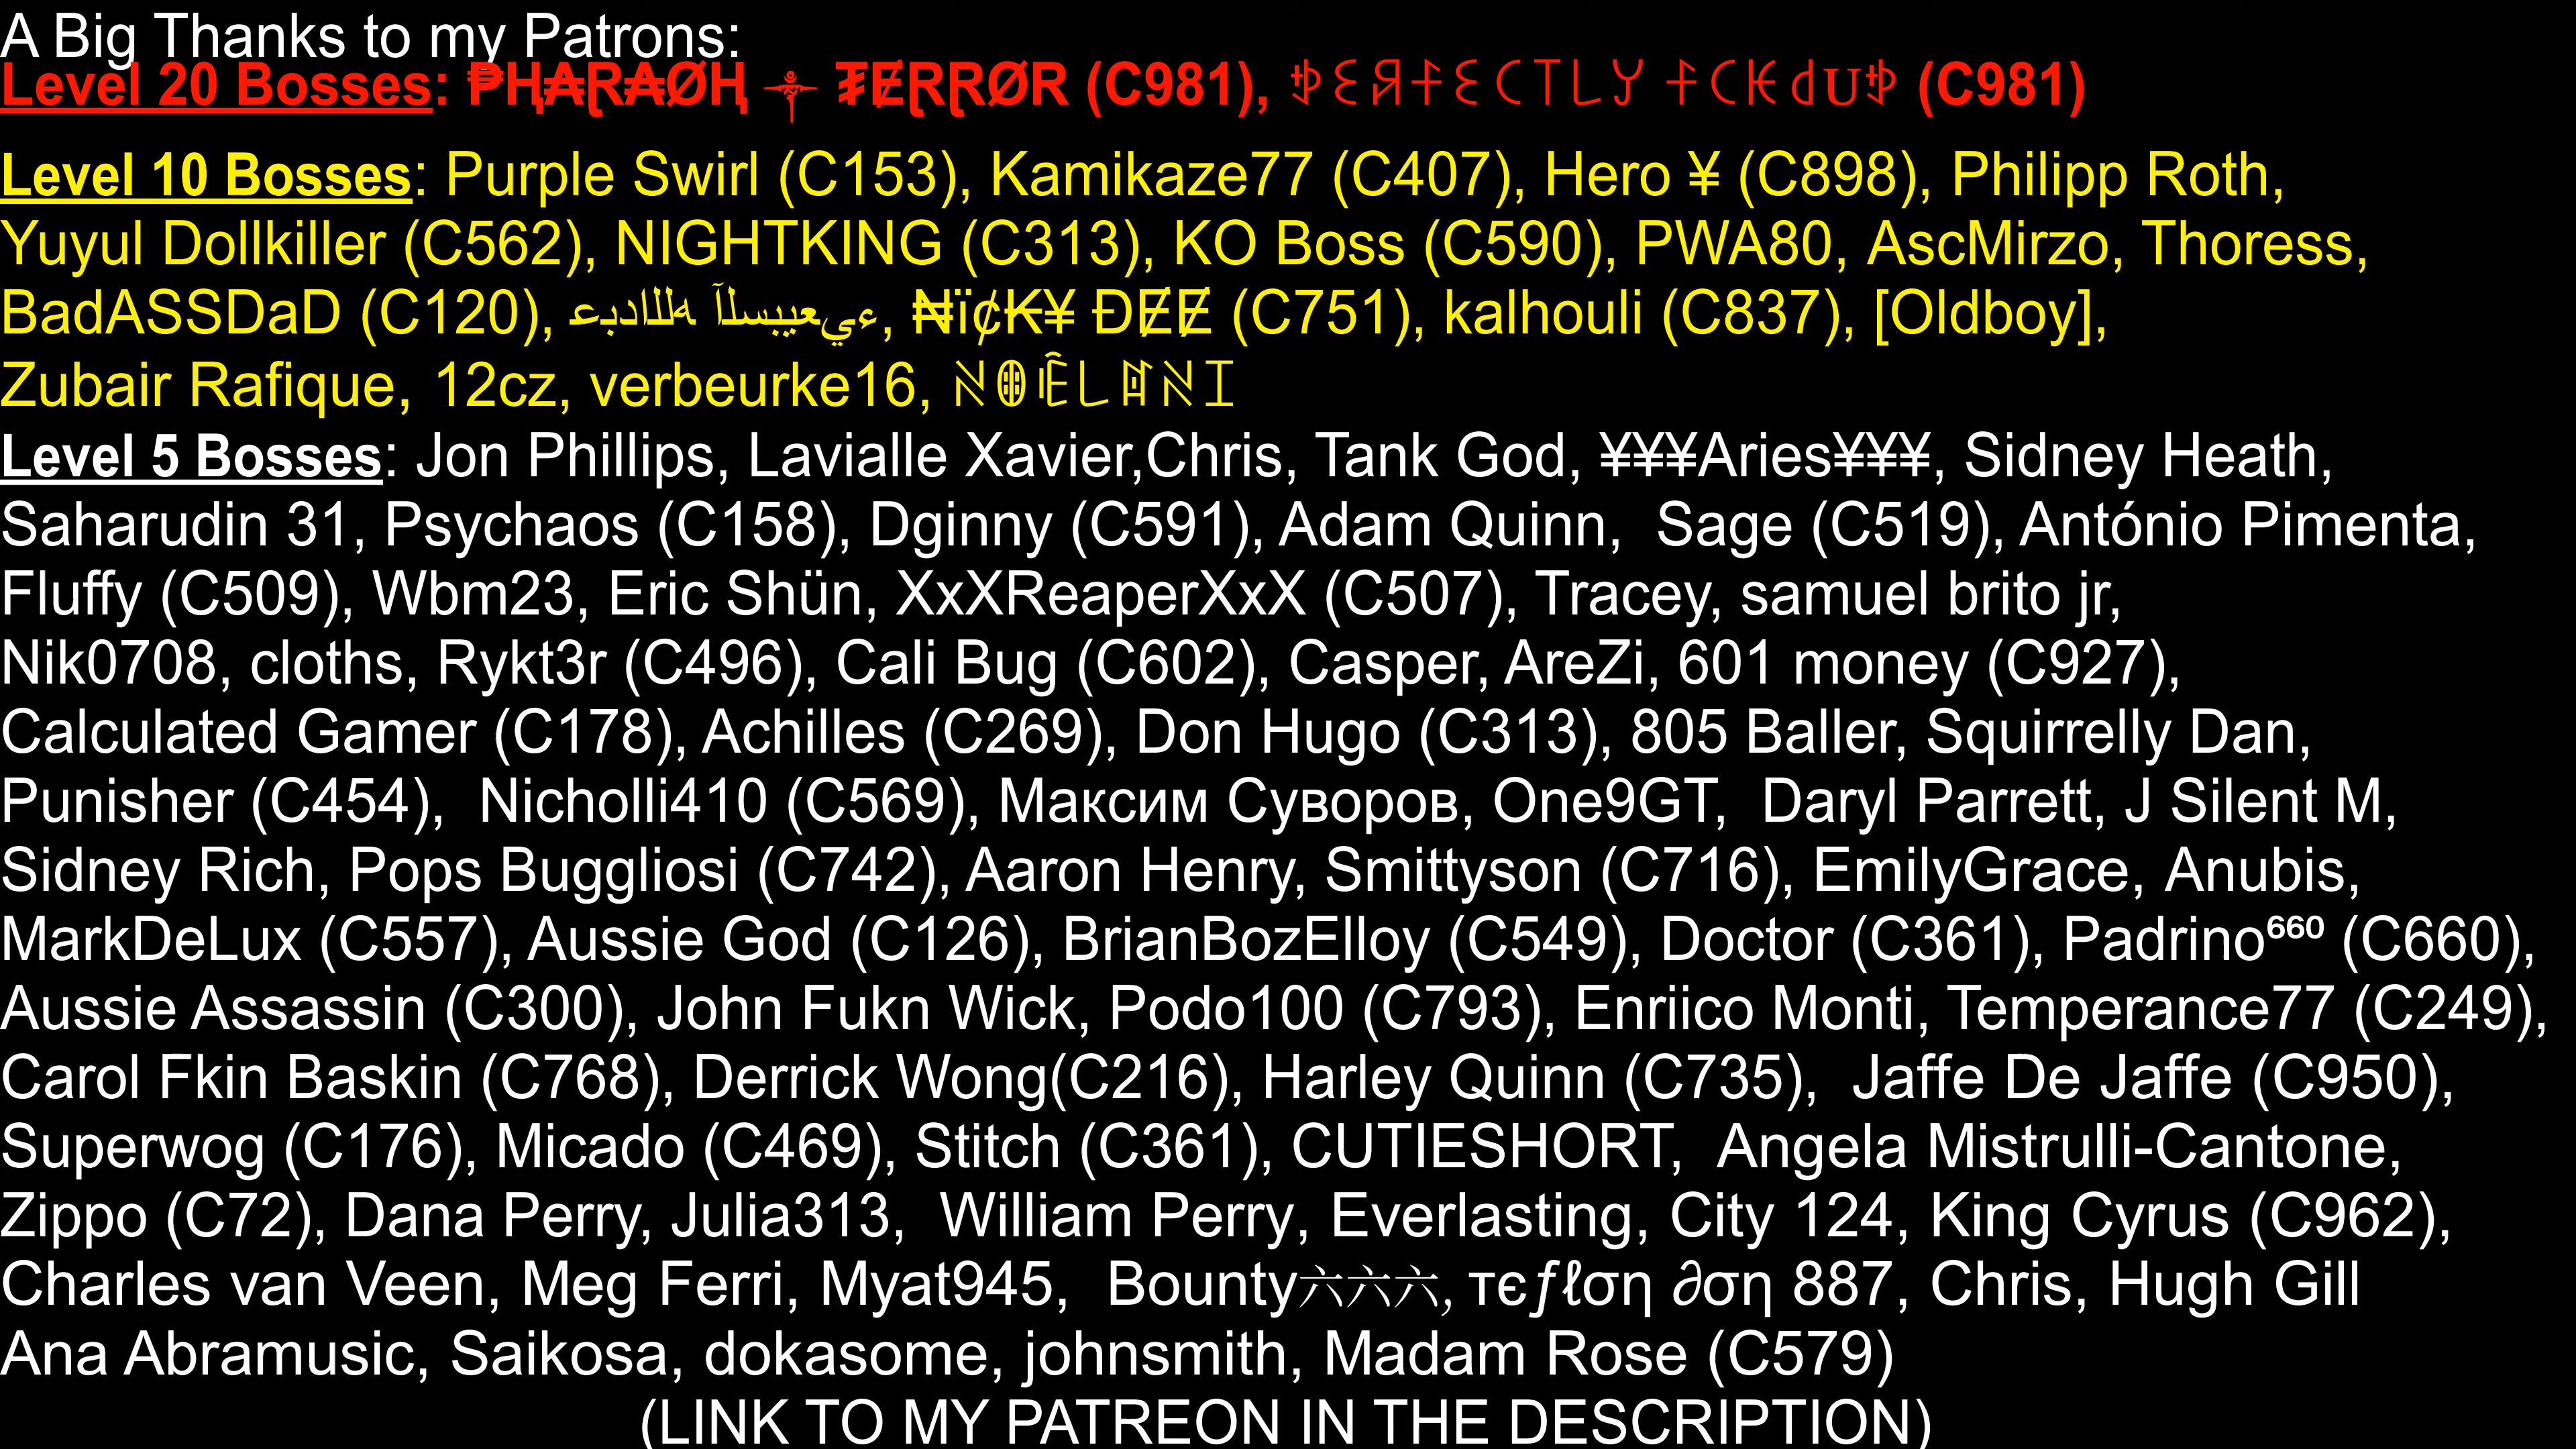 A Big Thanks to my Patrons:
Level 20 Bosses: ₱ⱧȺⱤȺØⱧ ༒ ₮ɆⱤⱤØR (C981), (C981)
Level 10 Bosses: Purple Swirl (C153), Kamikaze77 (C407), Hero ¥ (C898), Philipp Roth,
Yuyul Dollkiller (C562), NIGHTKING (C313), KO Boss (C590), PWA80, AscMirzo, Thoress,
BadASSDaD (C120), ₦ï¢₭¥ ĐɆɆ (C751), kalhouli (C837), [Oldboy],
Zubair Rafique, 12cz, verbeurke16,
Level 5 Bosses: Jon Phillips, Lavialle Xavier,Chris, Tank God, ¥¥¥Aries¥¥¥, Sidney Heath,
Saharudin 31, Psychaos (C158), Dginny (C591), Adam Quinn, Sage (C519), António Pimenta,
Fluffy (C509), Wbm23, Eric Shün, XxXReaperXxX (C507), Tracey, samuel brito jr,
Nik0708, cloths, Rykt3r (C496), Cali Bug (C602), Casper, AreZi, 601 money (C927),
Calculated Gamer (C178), Achilles (C269), Don Hugo (C313), 805 Baller, Squirrelly Dan,
Punisher (C454), Nicholli410 (C569), Максим Суворов, One9GT, Daryl Parrett, J Silent M,
Sidney Rich, Pops Buggliosi (C742), Aaron Henry, Smittyson (C716), EmilyGrace, Anubis,
MarkDeLux (C557), Aussie God (C126), BrianBozElloy (C549), Doctor (C361), Padrino⁶⁶⁰ (C660),
Aussie Assassin (C300), John Fukn Wick, Podo100 (C793), Enriico Monti, Temperance77 (C249),
Carol Fkin Baskin (C768), Derrick Wong(C216), Harley Quinn (C735), Jaffe De Jaffe (C950),
Superwog (C176), Micado (C469), Stitch (C361), CUTIESHORT, Angela Mistrulli-Cantone,
Zippo (C72), Dana Perry, Julia313, William Perry, Everlasting, City 124, King Cyrus (C962),
Charles van Veen, Meg Ferri, Myat945, Bounty六六六, тєƒℓση ∂ση 887, Chris, Hugh Gill
Ana Abramusic, Saikosa, dokasome, johnsmith, Madam Rose (C579)
(LINK TO MY PATREON IN THE DESCRIPTION)